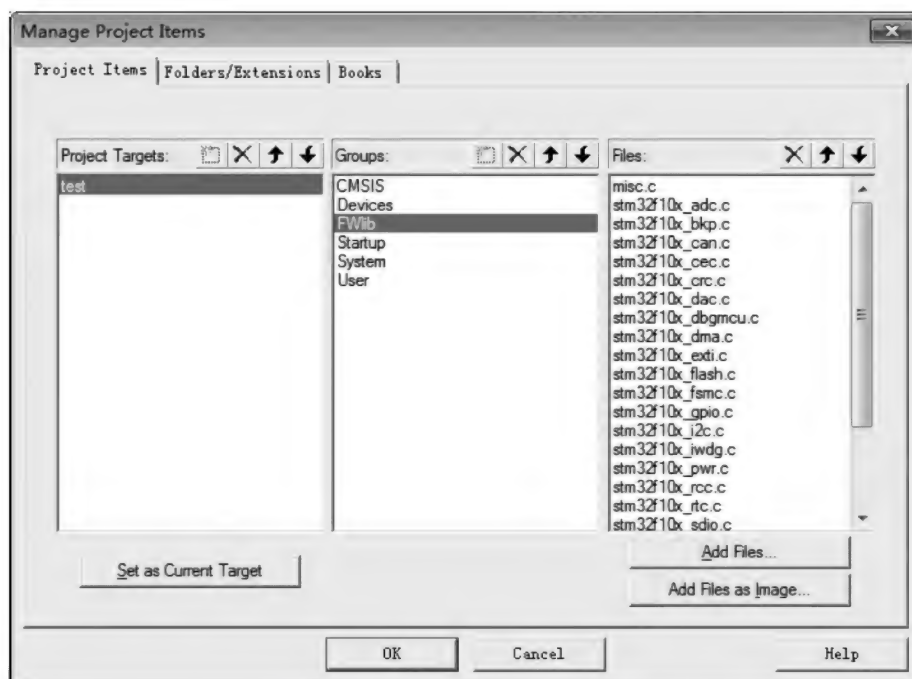 Manage Project Items
Project Items Folders/Extensions Books
Project Targets:
test
Set as Current Target
Groups:
CMSIS
Devices
FWlib
Startup
System
User
Files:
misc.c
stm32f10x_adc.c
stm32f10x_bkp.c
stm32f10x_can.c
stm32f10x_cec.c
stm32f10x_crc.c
stm32f10x_dac.c
stm32f10x_dbgmcu.c
stm32f10x_dma.c
stm32f10x_exti.c
stm32f10x_flash.c
stm32f10x_fsmc.c
stm32f10x_gpio.c
stm32f10x_i2c.c
stm32f10x_iwdg.c
stm32f10x_pwr.c
stm32f10x_rcc.c
stm32f10x_rtc.c
stm32f10x_sdio.c
Add Files...
Add Files as Image...
OK Cancel Help